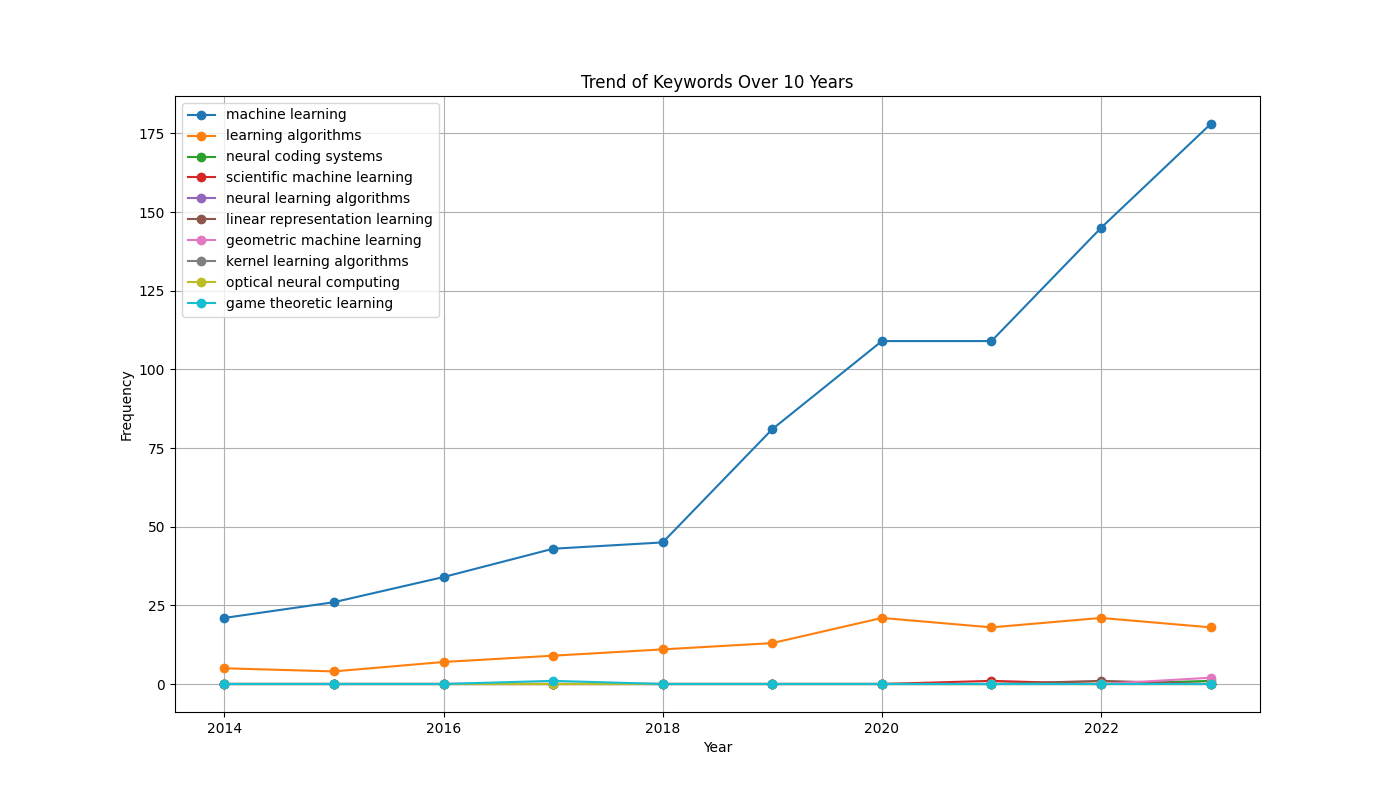 Trend of Keywords Over 10 Years
machine learning
learning algorithms
neural coding systems
scientific machine learning
neural learning algorithms
linear representation learning
geometric machine learning
kernel learning algorithms
optical neural computing
game theoretic learning
175
150
125
100
75
50
25
0
Frequency
2014 2016 2018 2020 2022
Year